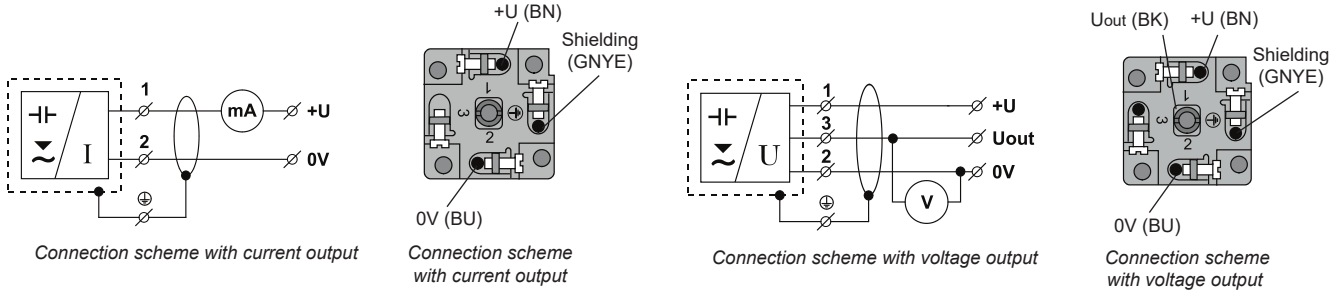 1
mA
+U
2
I
0V
Connection scheme with current output
+U (BN)
Shielding
(GNYE)
1
3
2
0V (BU)
Connection scheme
with current output
1
+U
3
Uout
U
2
0V
V
Connection scheme with voltage output
Uout (BK)
+U (BN)
Shielding
(GNYE)
1
3
2
0V (BU)
Connection scheme
with voltage output